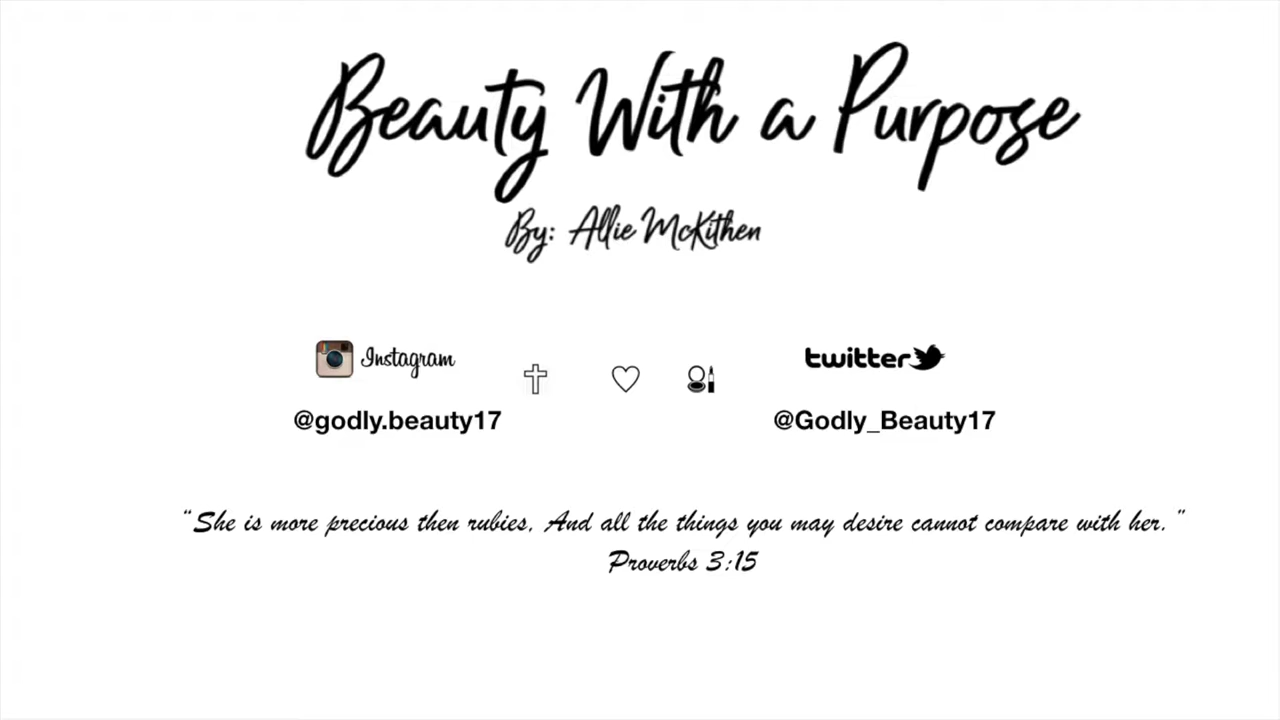 Beauty With a Purpose
By: Allie McKithen
Instagram
twitter
@godly.beauty17
@Godly_Beauty17
"She is more precious then rubies, And all the things you may desire cannot compare with her."
Proverbs 3:15